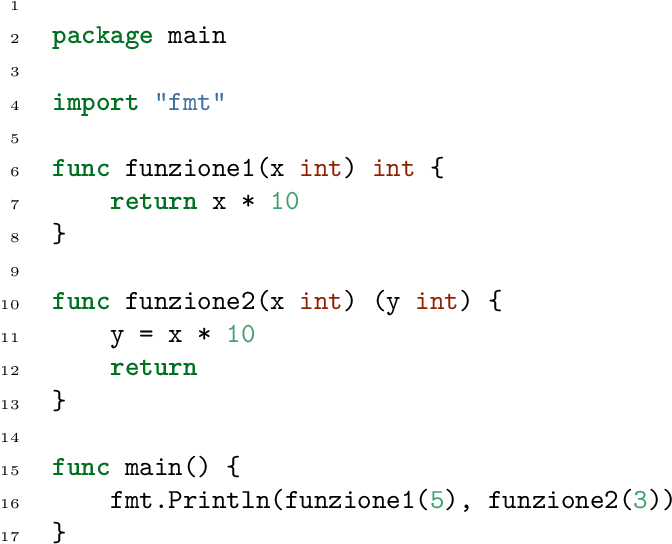 1
2 package main
3
4 import "fmt"
5
6 func funzione1(x int) int {
7     return x * 10
8 }
9
10 func funzione2(x int) (y int) {
11     y = x * 10
12     return
13 }
14
15 func main() {
16     fmt.Println(funzione1(5), funzione2(3))
17 }